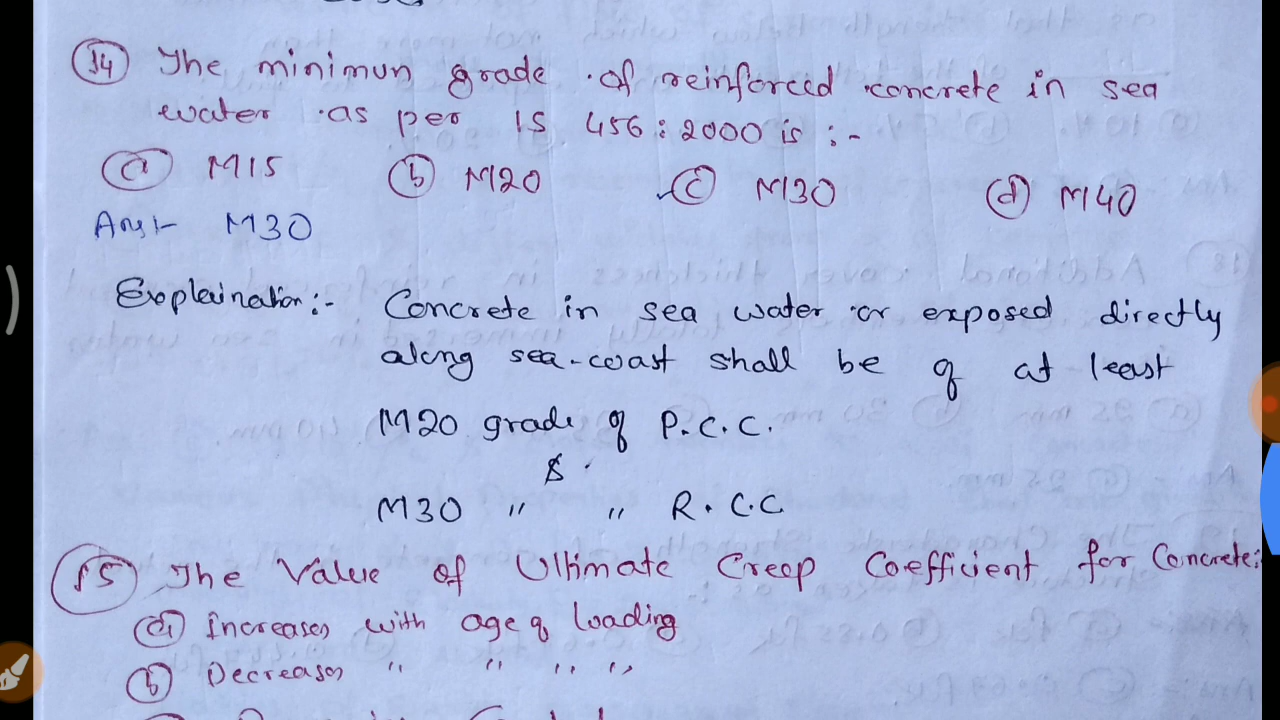 14 The minimun grade of reinforced concrete in sea
water as per IS 456 : 2000 is :-
(a) M15 (b) M20 (c) M30 (d) M40
Ans:- M30
Explaination:- Concrete in sea water or exposed directly
along sea-coast shall be of at least
M20 grade of P.C.C.
&
M30 " " R.C.C
15 The Value of Ultimate Creep Coefficient for Concrete:
(a) Increases with age of loading
(b) Decreases " " " "